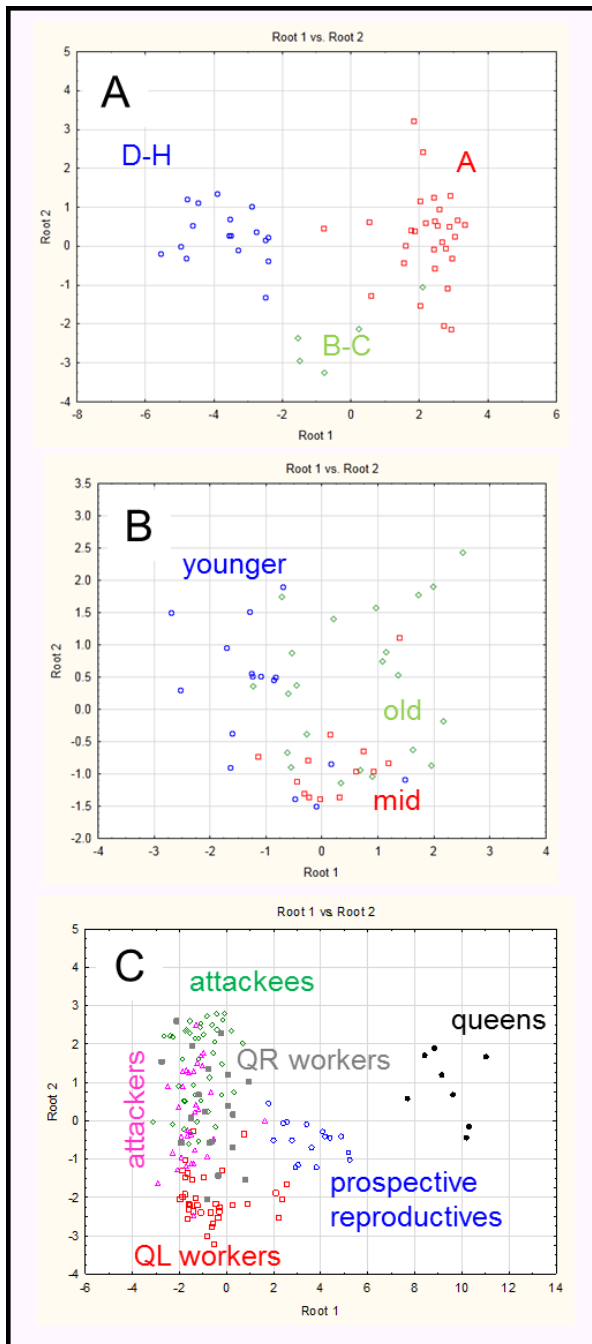 Root 1 vs. Root 2
A
D-H
A
B-C
Root 2
5
4
3
2
1
0
-1
-2
-3
-4
-8 -6 -4 -2 0 2 4 6
Root 1
Root 1 vs. Root 2
B
younger
old
mid
Root 2
3.5
3.0
2.5
2.0
1.5
1.0
0.5
0.0
-0.5
-1.0
-1.5
-2.0
-4 -3 -2 -1 0 1 2 3 4
Root 1
Root 1 vs. Root 2
C
attackees
queens
QR workers
attackers
prospective
reproductives
QL workers
Root 2
5
4
3
2
1
0
-1
-2
-3
-4
-6 -4 -2 0 2 4 6 8 10 12 14
Root 1